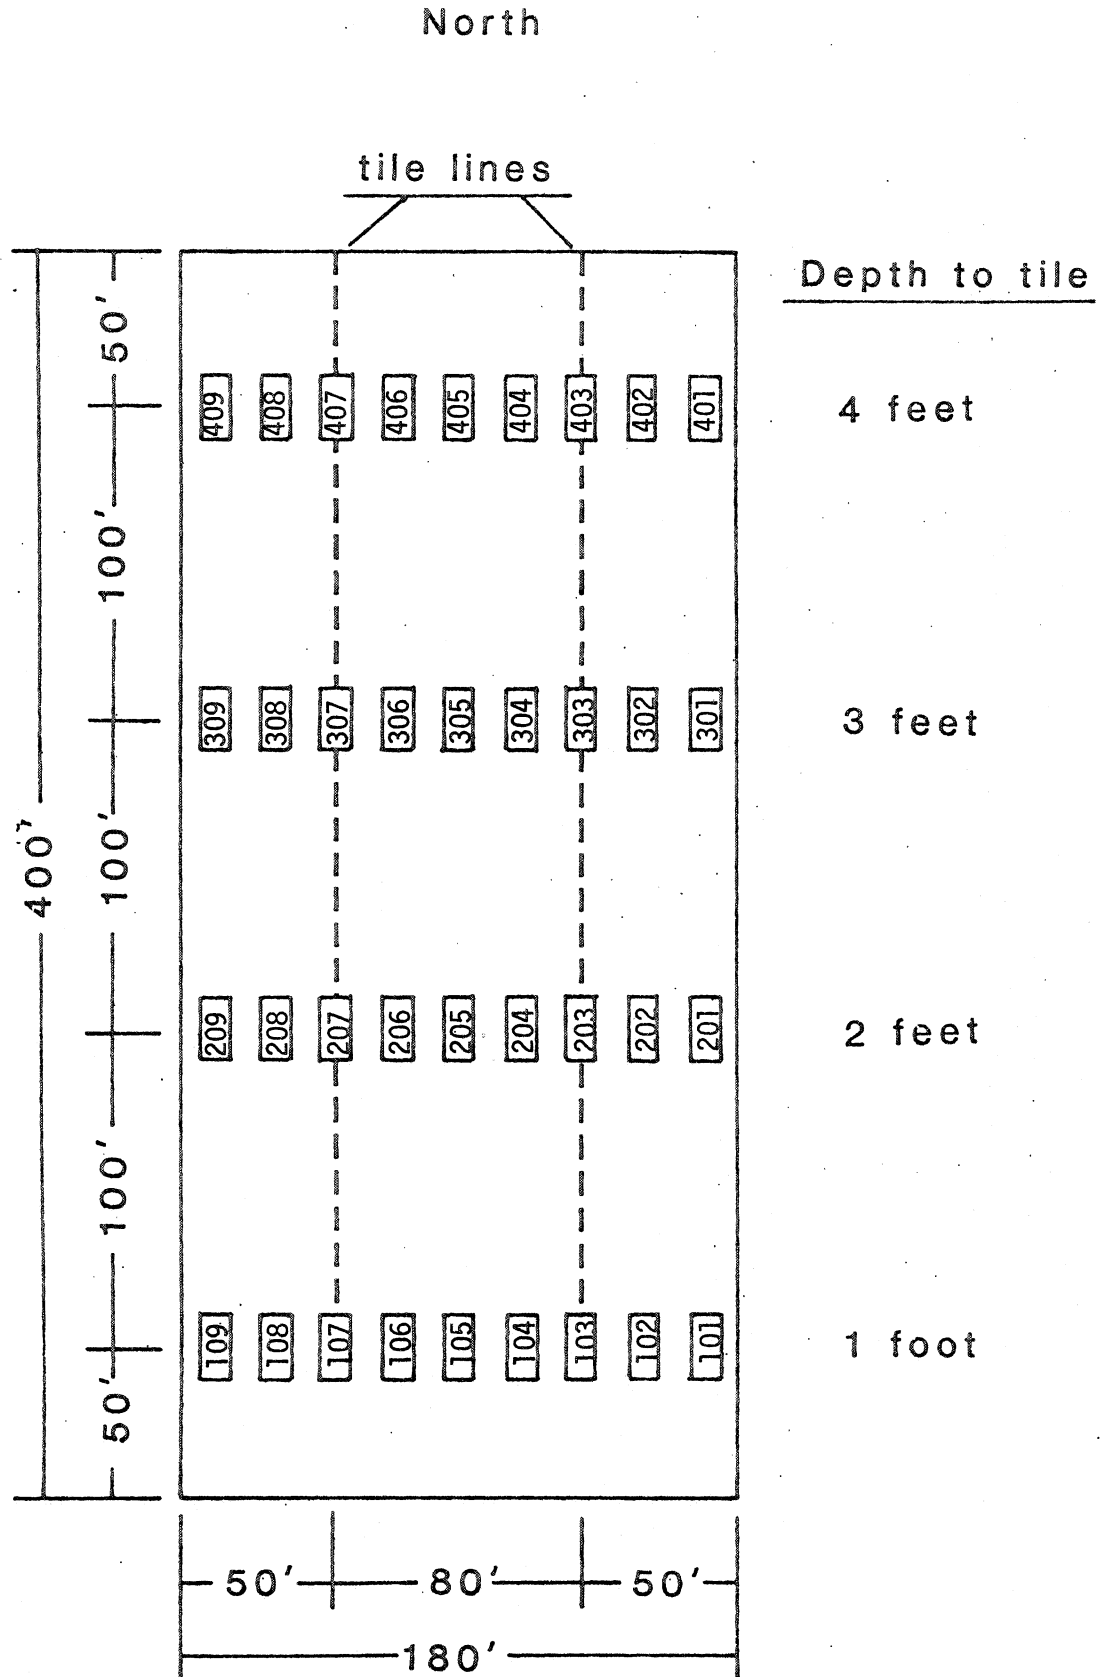 North
tile lines
Depth to tile
50'
409 408 407 406 405 404 403 402 401
4 feet
100'
309 308 307 306 305 304 303 302 301
3 feet
400'
100'
209 208 207 206 205 204 203 202 201
2 feet
100'
109 108 107 106 105 104 103 102 101
1 foot
50'
50' 80' 50'
180'